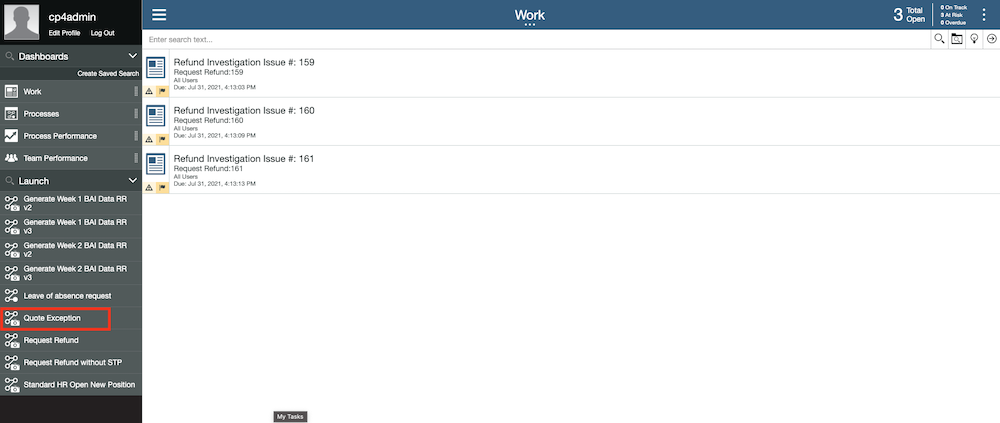 cp4admin
Edit Profile Log Out
Dashboards
Create Saved Search
Work
Processes
Process Performance
Team Performance
Launch
Generate Week 1 BAI Data RR
v2
Generate Week 1 BAI Data RR
v3
Generate Week 2 BAI Data RR
v2
Generate Week 2 BAI Data RR
v3
Leave of absence request
Quote Exception
Request Refund
Request Refund without STP
Standard HR Open New Position
Work
3 Total
Open
0 On Track
3 At Risk
0 Overdue
Enter search text...
Refund Investigation Issue #: 159
Request Refund:159
All Users
Due: Jul 31, 2021, 4:13:03 PM
Refund Investigation Issue #: 160
Request Refund:160
All Users
Due: Jul 31, 2021, 4:13:09 PM
Refund Investigation Issue #: 161
Request Refund:161
All Users
Due: Jul 31, 2021, 4:13:13 PM
My Tasks